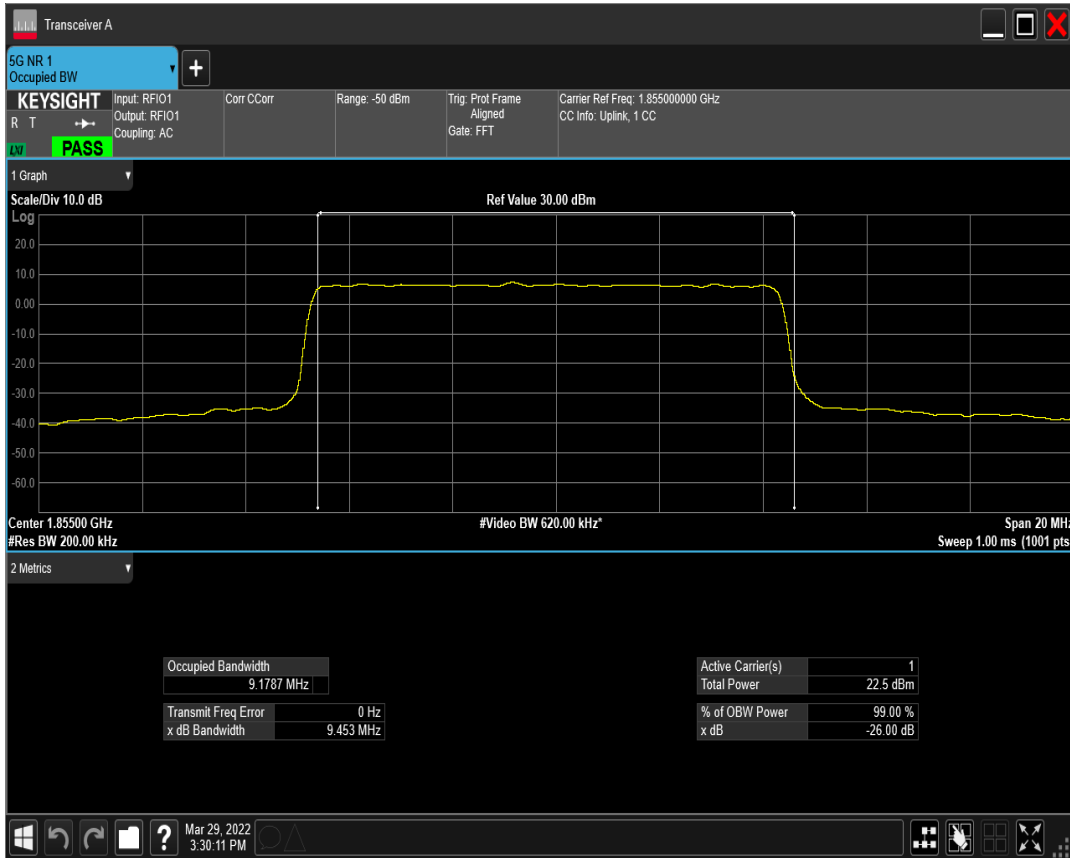 Transceiver A
5G NR 1
Occupied BW
KEYSIGHT
Input: RFIO1
Corr CCorr
Range: -50 dBm
Trig: Prot Frame
Carrier Ref Freq: 1.855000000 GHz
R T
Output: RFIO1
Aligned
CC Info: Uplink, 1 CC
Coupling: AC
Gate: FFT
LXI
PASS
1 Graph
Scale/Div 10.0 dB
Ref Value 30.00 dBm
Log
20.0
10.0
0.00
-10.0
-20.0
-30.0
-40.0
-50.0
-60.0
Center 1.85500 GHz
#Video BW 620.00 kHz*
Span 20 MHz
#Res BW 200.00 kHz
Sweep 1.00 ms (1001 pts
2 Metrics
Occupied Bandwidth
9.1787 MHz
Transmit Freq Error 0 Hz
x dB Bandwidth 9.453 MHz
Active Carrier(s) 1
Total Power 22.5 dBm
% of OBW Power 99.00 %
x dB -26.00 dB
?
Mar 29, 2022
3:30:11 PM